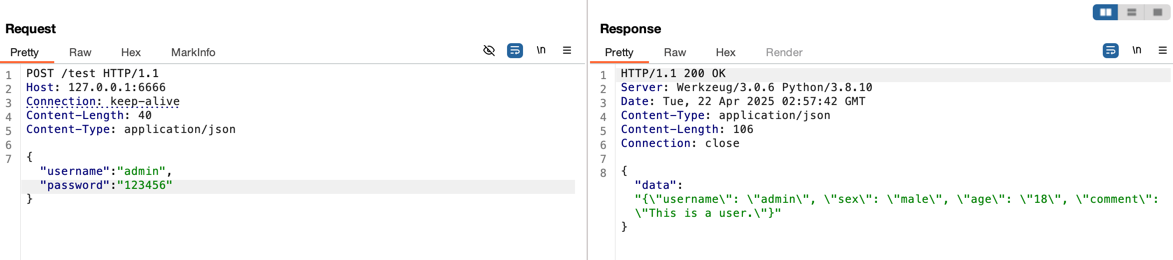 Request
Pretty Raw Hex MarkInfo \n
1 POST /test HTTP/1.1
2 Host: 127.0.0.1:6666
3 Connection: keep-alive
4 Content-Length: 40
5 Content-Type: application/json
6
7 {
"username":"admin",
"password":"123456"
}
Response
Pretty Raw Hex Render \n
1 HTTP/1.1 200 OK
2 Server: Werkzeug/3.0.6 Python/3.8.10
3 Date: Tue, 22 Apr 2025 02:57:42 GMT
4 Content-Type: application/json
5 Content-Length: 106
6 Connection: close
7
8 {
"data":
"{\"username\": \"admin\", \"sex\": \"male\", \"age\": \"18\", \"comment\":
\"This is a user.\"}"
}